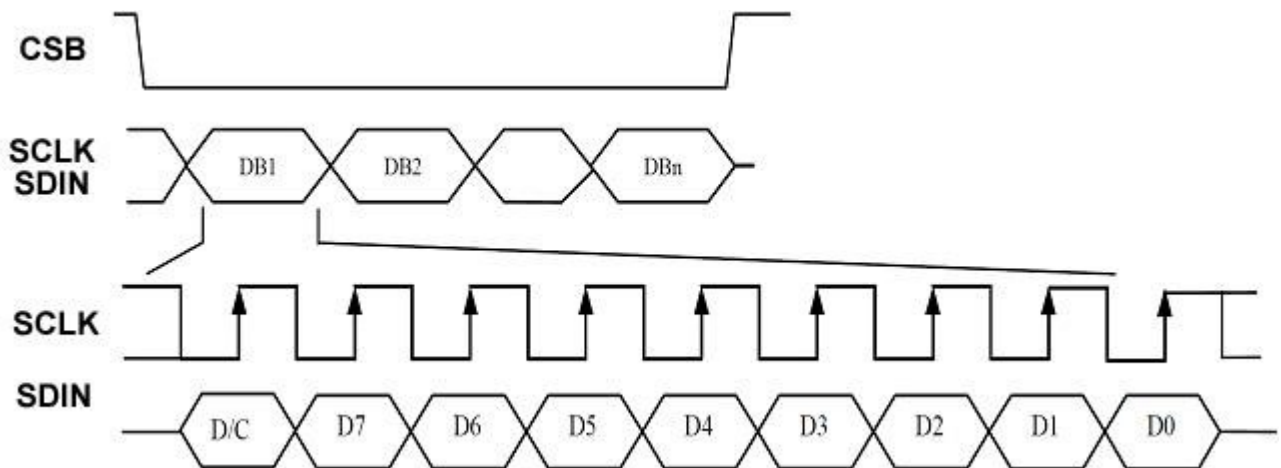 CSB
SCLK
SDIN
DB1 DB2 DBn
SCLK
SDIN
D/C D7 D6 D5 D4 D3 D2 D1 D0